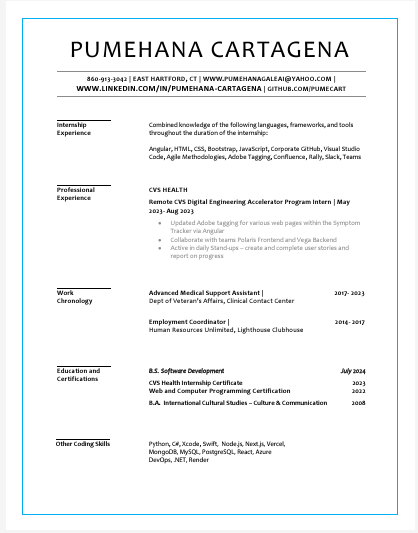 PUMEHANA CARTAGENA
860-913-3042 | EAST HARTFORD, CT | WWW.PUMEHANAGALEAI@YAHOO.COM |
WWW.LINKEDIN.COM/IN/PUMEHANA-CARTAGENA | GITHUB.COM/PUMECART
Internship
Experience
Combined knowledge of the following languages, frameworks, and tools
throughout the duration of the internship:
Angular, HTML, CSS, Bootstrap, JavaScript, Corporate GitHub, Visual Studio
Code, Agile Methodologies, Adobe Tagging, Confluence, Rally, Slack, Teams
Professional
Experience
CVS HEALTH
Remote CVS Digital Engineering Accelerator Program Intern | May
2023- Aug 2023
• Updated Adobe tagging for various web pages within the Symptom
Tracker via Angular
• Collaborate with teams Polaris Frontend and Vega Backend
• Active in daily Stand-ups – create and complete user stories and
report on progress
Work
Chronology
Advanced Medical Support Assistant | 2017- 2023
Dept of Veteran's Affairs, Clinical Contact Center
Employment Coordinator | 2014- 2017
Human Resources Unlimited, Lighthouse Clubhouse
Education and
Certifications
B.S. Software Development July 2024
CVS Health Internship Certificate 2023
Web and Computer Programming Certification 2022
B.A. International Cultural Studies – Culture & Communication 2008
Other Coding Skills
Python, C#, Xcode, Swift, Node.js, Next.js, Vercel,
MongoDB, MySQL, PostgreSQL, React, Azure
DevOps, .NET, Render